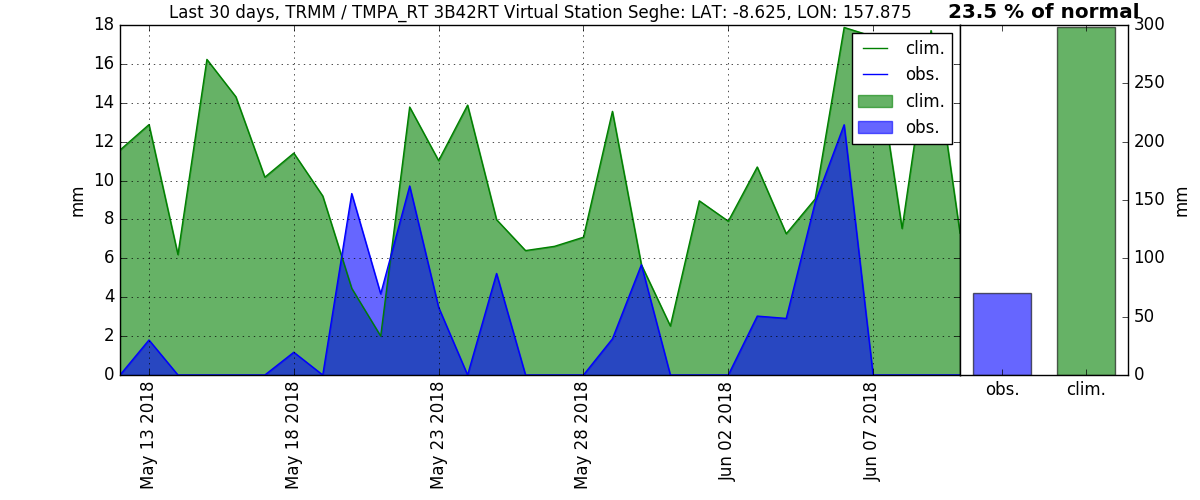 Last 30 days, TRMM / TMPA_RT 3B42RT Virtual Station Seghe: LAT: -8.625, LON: 157.875
23.5 % of normal
18
16
14
12
10
8
6
4
2
0
mm
clim.
obs.
clim.
obs.
May 13 2018
May 18 2018
May 23 2018
May 28 2018
Jun 02 2018
Jun 07 2018
300
250
200
150
100
50
0
mm
obs.
clim.